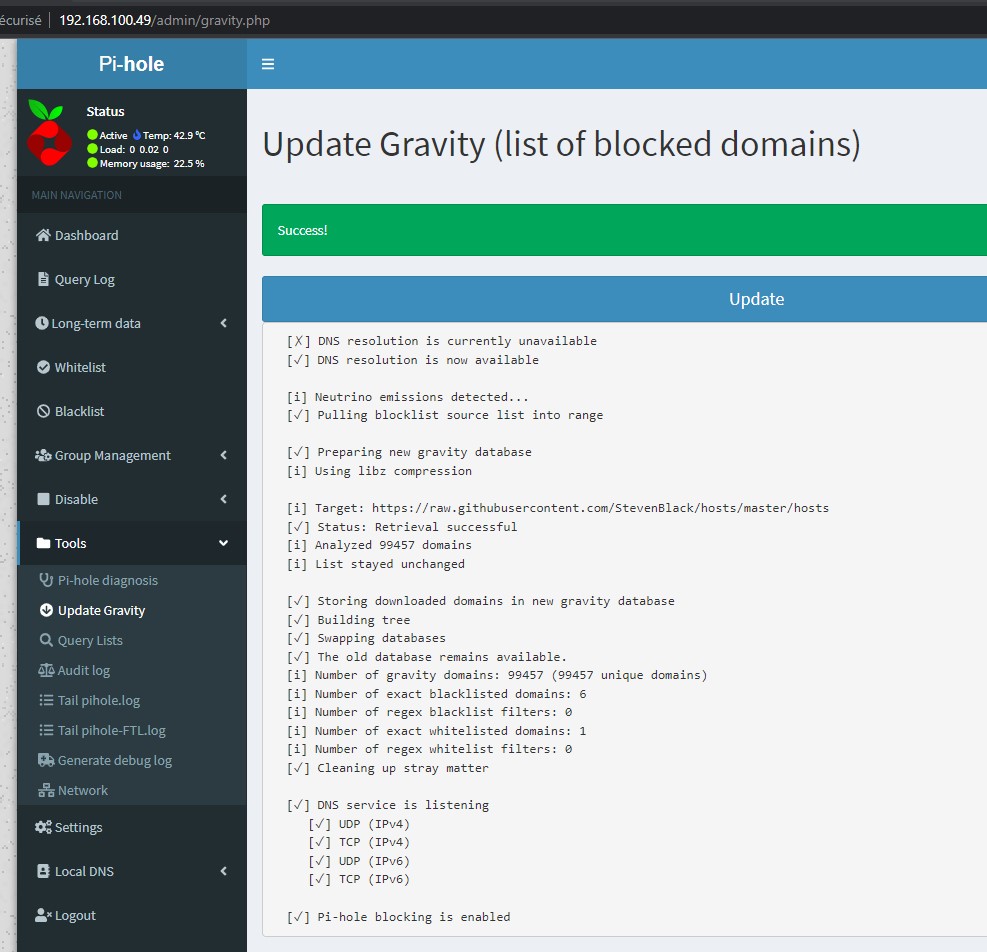 écurisé | 192.168.100.49/admin/gravity.php
Pi-hole
Status
Active Temp: 42.9 °C
Load: 0 0.02 0
Memory usage: 22.5 %
MAIN NAVIGATION
Dashboard
Query Log
Long-term data
Whitelist
Blacklist
Group Management
Disable
Tools
Pi-hole diagnosis
Update Gravity
Query Lists
Audit log
Tail pihole.log
Tail pihole-FTL.log
Generate debug log
Network
Settings
Local DNS
Logout
Update Gravity (list of blocked domains)
Success!
Update
[✗] DNS resolution is currently unavailable
[✓] DNS resolution is now available
[i] Neutrino emissions detected...
[✓] Pulling blocklist source list into range
[✓] Preparing new gravity database
[i] Using libz compression
[i] Target: https://raw.githubusercontent.com/StevenBlack/hosts/master/hosts
[✓] Status: Retrieval successful
[i] Analyzed 99457 domains
[i] List stayed unchanged
[✓] Storing downloaded domains in new gravity database
[✓] Building tree
[✓] Swapping databases
[✓] The old database remains available.
[i] Number of gravity domains: 99457 (99457 unique domains)
[i] Number of exact blacklisted domains: 6
[i] Number of regex blacklist filters: 0
[i] Number of exact whitelisted domains: 1
[i] Number of regex whitelist filters: 0
[✓] Cleaning up stray matter
[✓] DNS service is listening
[✓] UDP (IPv4)
[✓] TCP (IPv4)
[✓] UDP (IPv6)
[✓] TCP (IPv6)
[✓] Pi-hole blocking is enabled